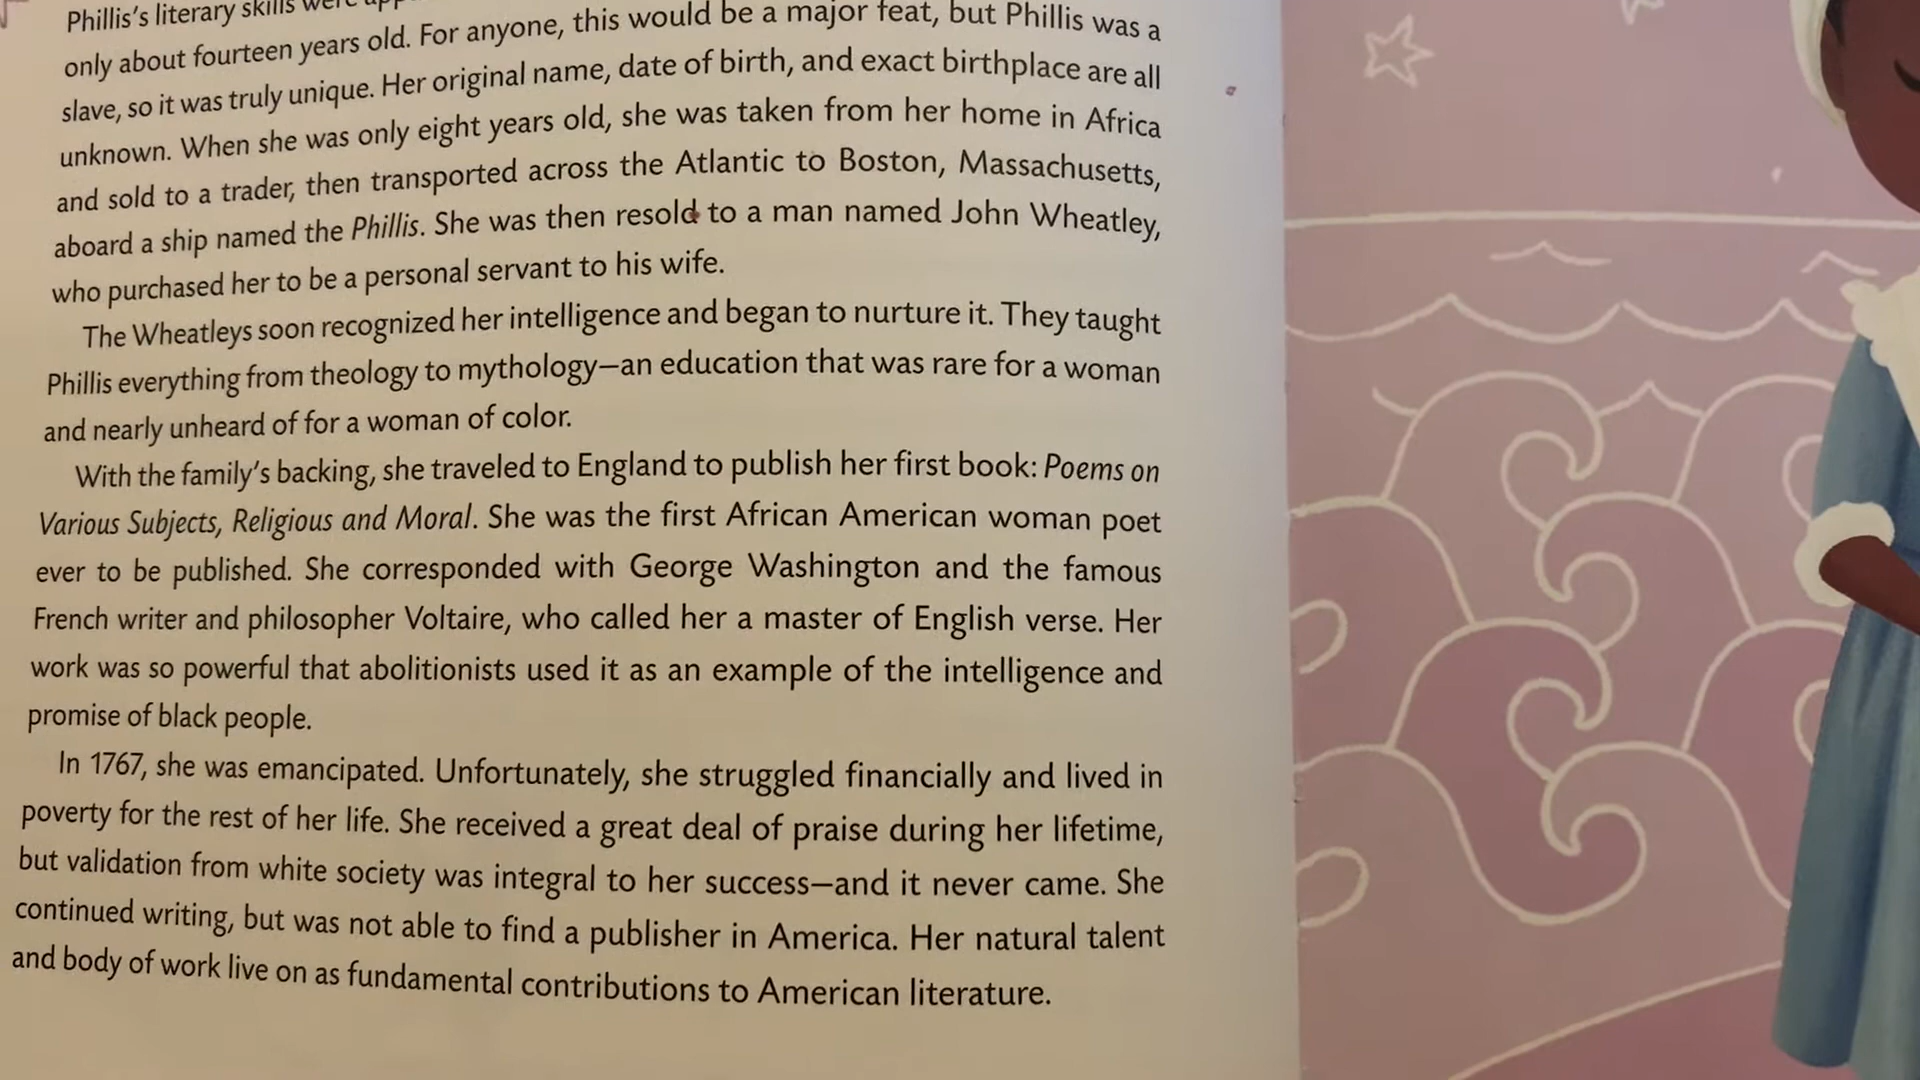 Phillis's literary skills were
only about fourteen years old. For anyone, this would be a major feat, but Phillis was a
slave, so it was truly unique. Her original name, date of birth, and exact birthplace are all
unknown. When she was only eight years old, she was taken from her home in Africa
and sold to a trader, then transported across the Atlantic to Boston, Massachusetts,
aboard a ship named the Phillis. She was then resold to a man named John Wheatley,
who purchased her to be a personal servant to his wife.
The Wheatleys soon recognized her intelligence and began to nurture it. They taught
Phillis everything from theology to mythology—an education that was rare for a woman
and nearly unheard of for a woman of color.
With the family's backing, she traveled to England to publish her first book: Poems on
Various Subjects, Religious and Moral. She was the first African American woman poet
ever to be published. She corresponded with George Washington and the famous
French writer and philosopher Voltaire, who called her a master of English verse. Her
work was so powerful that abolitionists used it as an example of the intelligence and
promise of black people.
In 1767, she was emancipated. Unfortunately, she struggled financially and lived in
poverty for the rest of her life. She received a great deal of praise during her lifetime,
but validation from white society was integral to her success—and it never came. She
continued writing, but was not able to find a publisher in America. Her natural talent
and body of work live on as fundamental contributions to American literature.